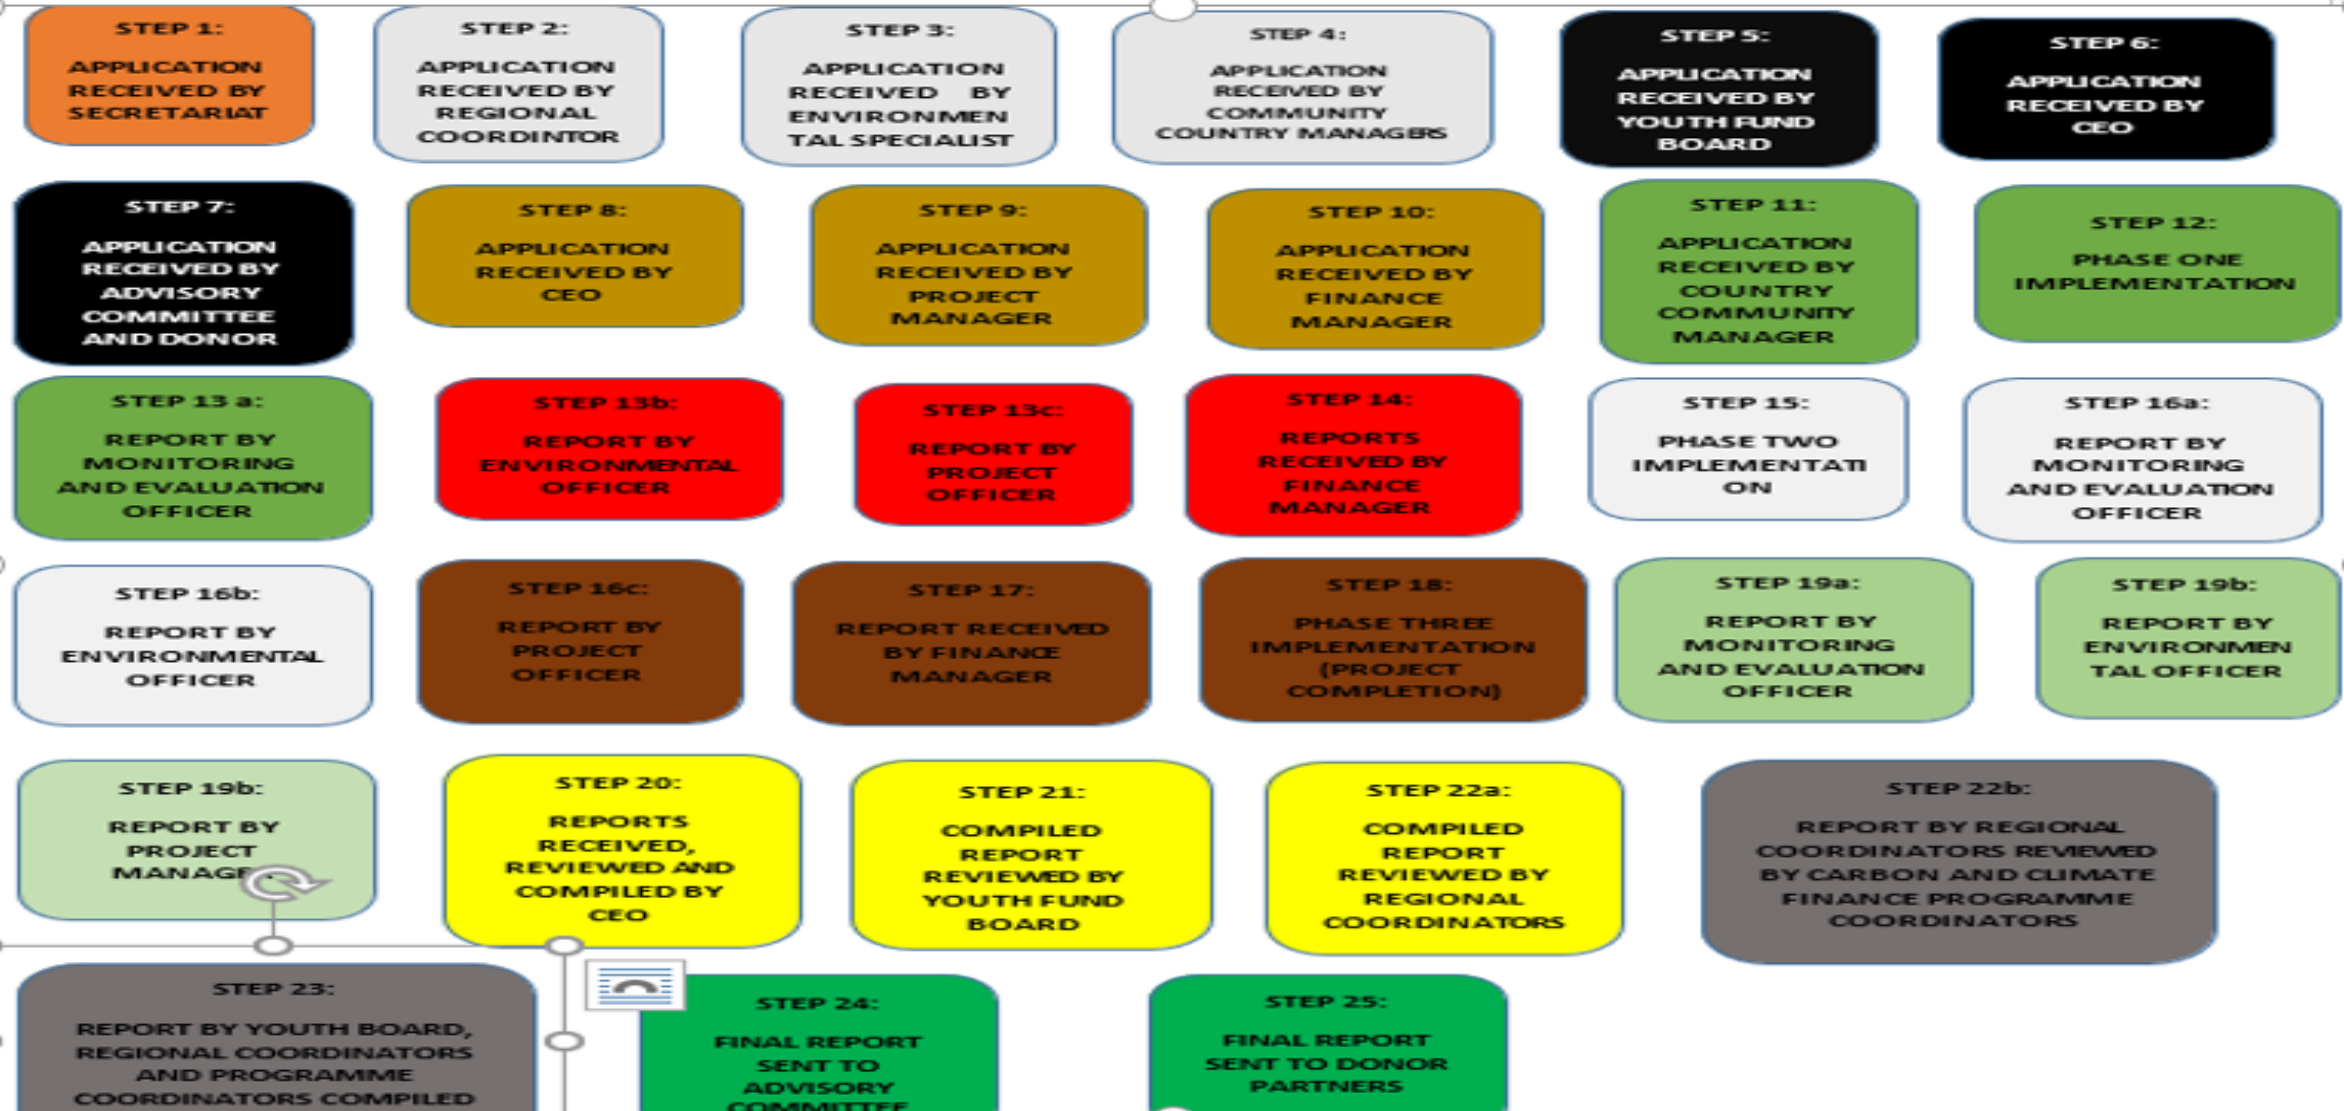 STEP 1:
APPLICATION
RECEIVED BY
SECRETARIAT
STEP 2:
APPLICATION
RECEIVED BY
REGIONAL
COORDINTOR
STEP 3:
APPLICATION
RECEIVED BY
ENVIRONMEN
TAL SPECIALIST
STEP 4:
APPLICATION
RECEIVED BY
COMMUNITY
COUNTRY MANAGERS
STEP 5:
APPLICATION
RECEIVED BY
YOUTH FUND
BOARD
STEP 6:
APPLICATION
RECEIVED BY
CEO
STEP 7:
APPLICATION
RECEIVED BY
ADVISORY
COMMITTEE
AND DONOR
STEP 8:
APPLICATION
RECEIVED BY
CEO
STEP 9:
APPLICATION
RECEIVED BY
PROJECT
MANAGER
STEP 10:
APPLICATION
RECEIVED BY
FINANCE
MANAGER
STEP 11:
APPLICATION
RECEIVED BY
COUNTRY
COMMUNITY
MANAGER
STEP 12:
PHASE ONE
IMPLEMENTATION
STEP 13 a:
REPORT BY
MONITORING
AND EVALUATION
OFFICER
STEP 13b:
REPORT BY
ENVIRONMENTAL
OFFICER
STEP 13c:
REPORT BY
PROJECT
OFFICER
STEP 14:
REPORTS
RECEIVED BY
FINANCE
MANAGER
STEP 15:
PHASE TWO
IMPLEMENTATI
ON
STEP 16a:
REPORT BY
MONITORING
AND EVALUATION
OFFICER
STEP 16b:
REPORT BY
ENVIRONMENTAL
OFFICER
STEP 16c:
REPORT BY
PROJECT
OFFICER
STEP 17:
REPORT RECEIVED
BY FINANCE
MANAGER
STEP 18:
PHASE THREE
IMPLEMENTATION
(PROJECT
COMPLETION)
STEP 19a:
REPORT BY
MONITORING
AND EVALUATION
OFFICER
STEP 19b:
REPORT BY
ENVIRONMEN
TAL OFFICER
STEP 19b:
REPORT BY
PROJECT
MANAGER
STEP 20:
REPORTS
RECEIVED,
REVIEWED AND
COMPILED BY
CEO
STEP 21:
COMPILED
REPORT
REVIEWED BY
YOUTH FUND
BOARD
STEP 22a:
COMPILED
REPORT
REVIEWED BY
REGIONAL
COORDINATORS
STEP 22b:
REPORT BY REGIONAL
COORDINATORS REVIEWED
BY CARBON AND CLIMATE
FINANCE PROGRAMME
COORDINATORS
STEP 23:
REPORT BY YOUTH BOARD,
REGIONAL COORDINATORS
AND PROGRAMME
COORDINATORS COMPILED
STEP 24:
FINAL REPORT
SENT TO
ADVISORY
COMMITTEE
STEP 25:
FINAL REPORT
SENT TO DONOR
PARTNERS